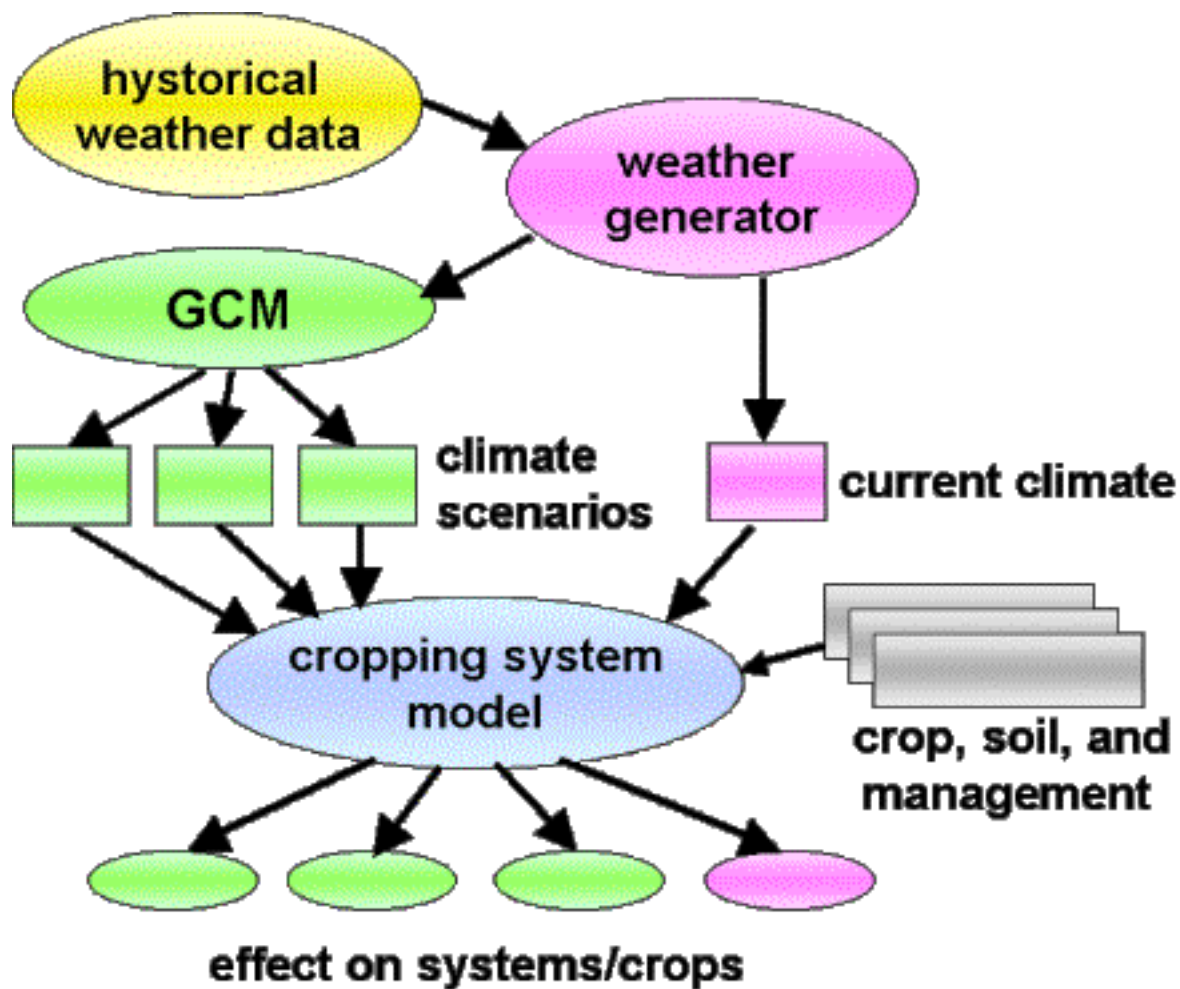 hystorical
weather data
weather
generator
GCM
climate
scenarios
current climate
cropping system
model
crop, soil, and
management
effect on systems/crops